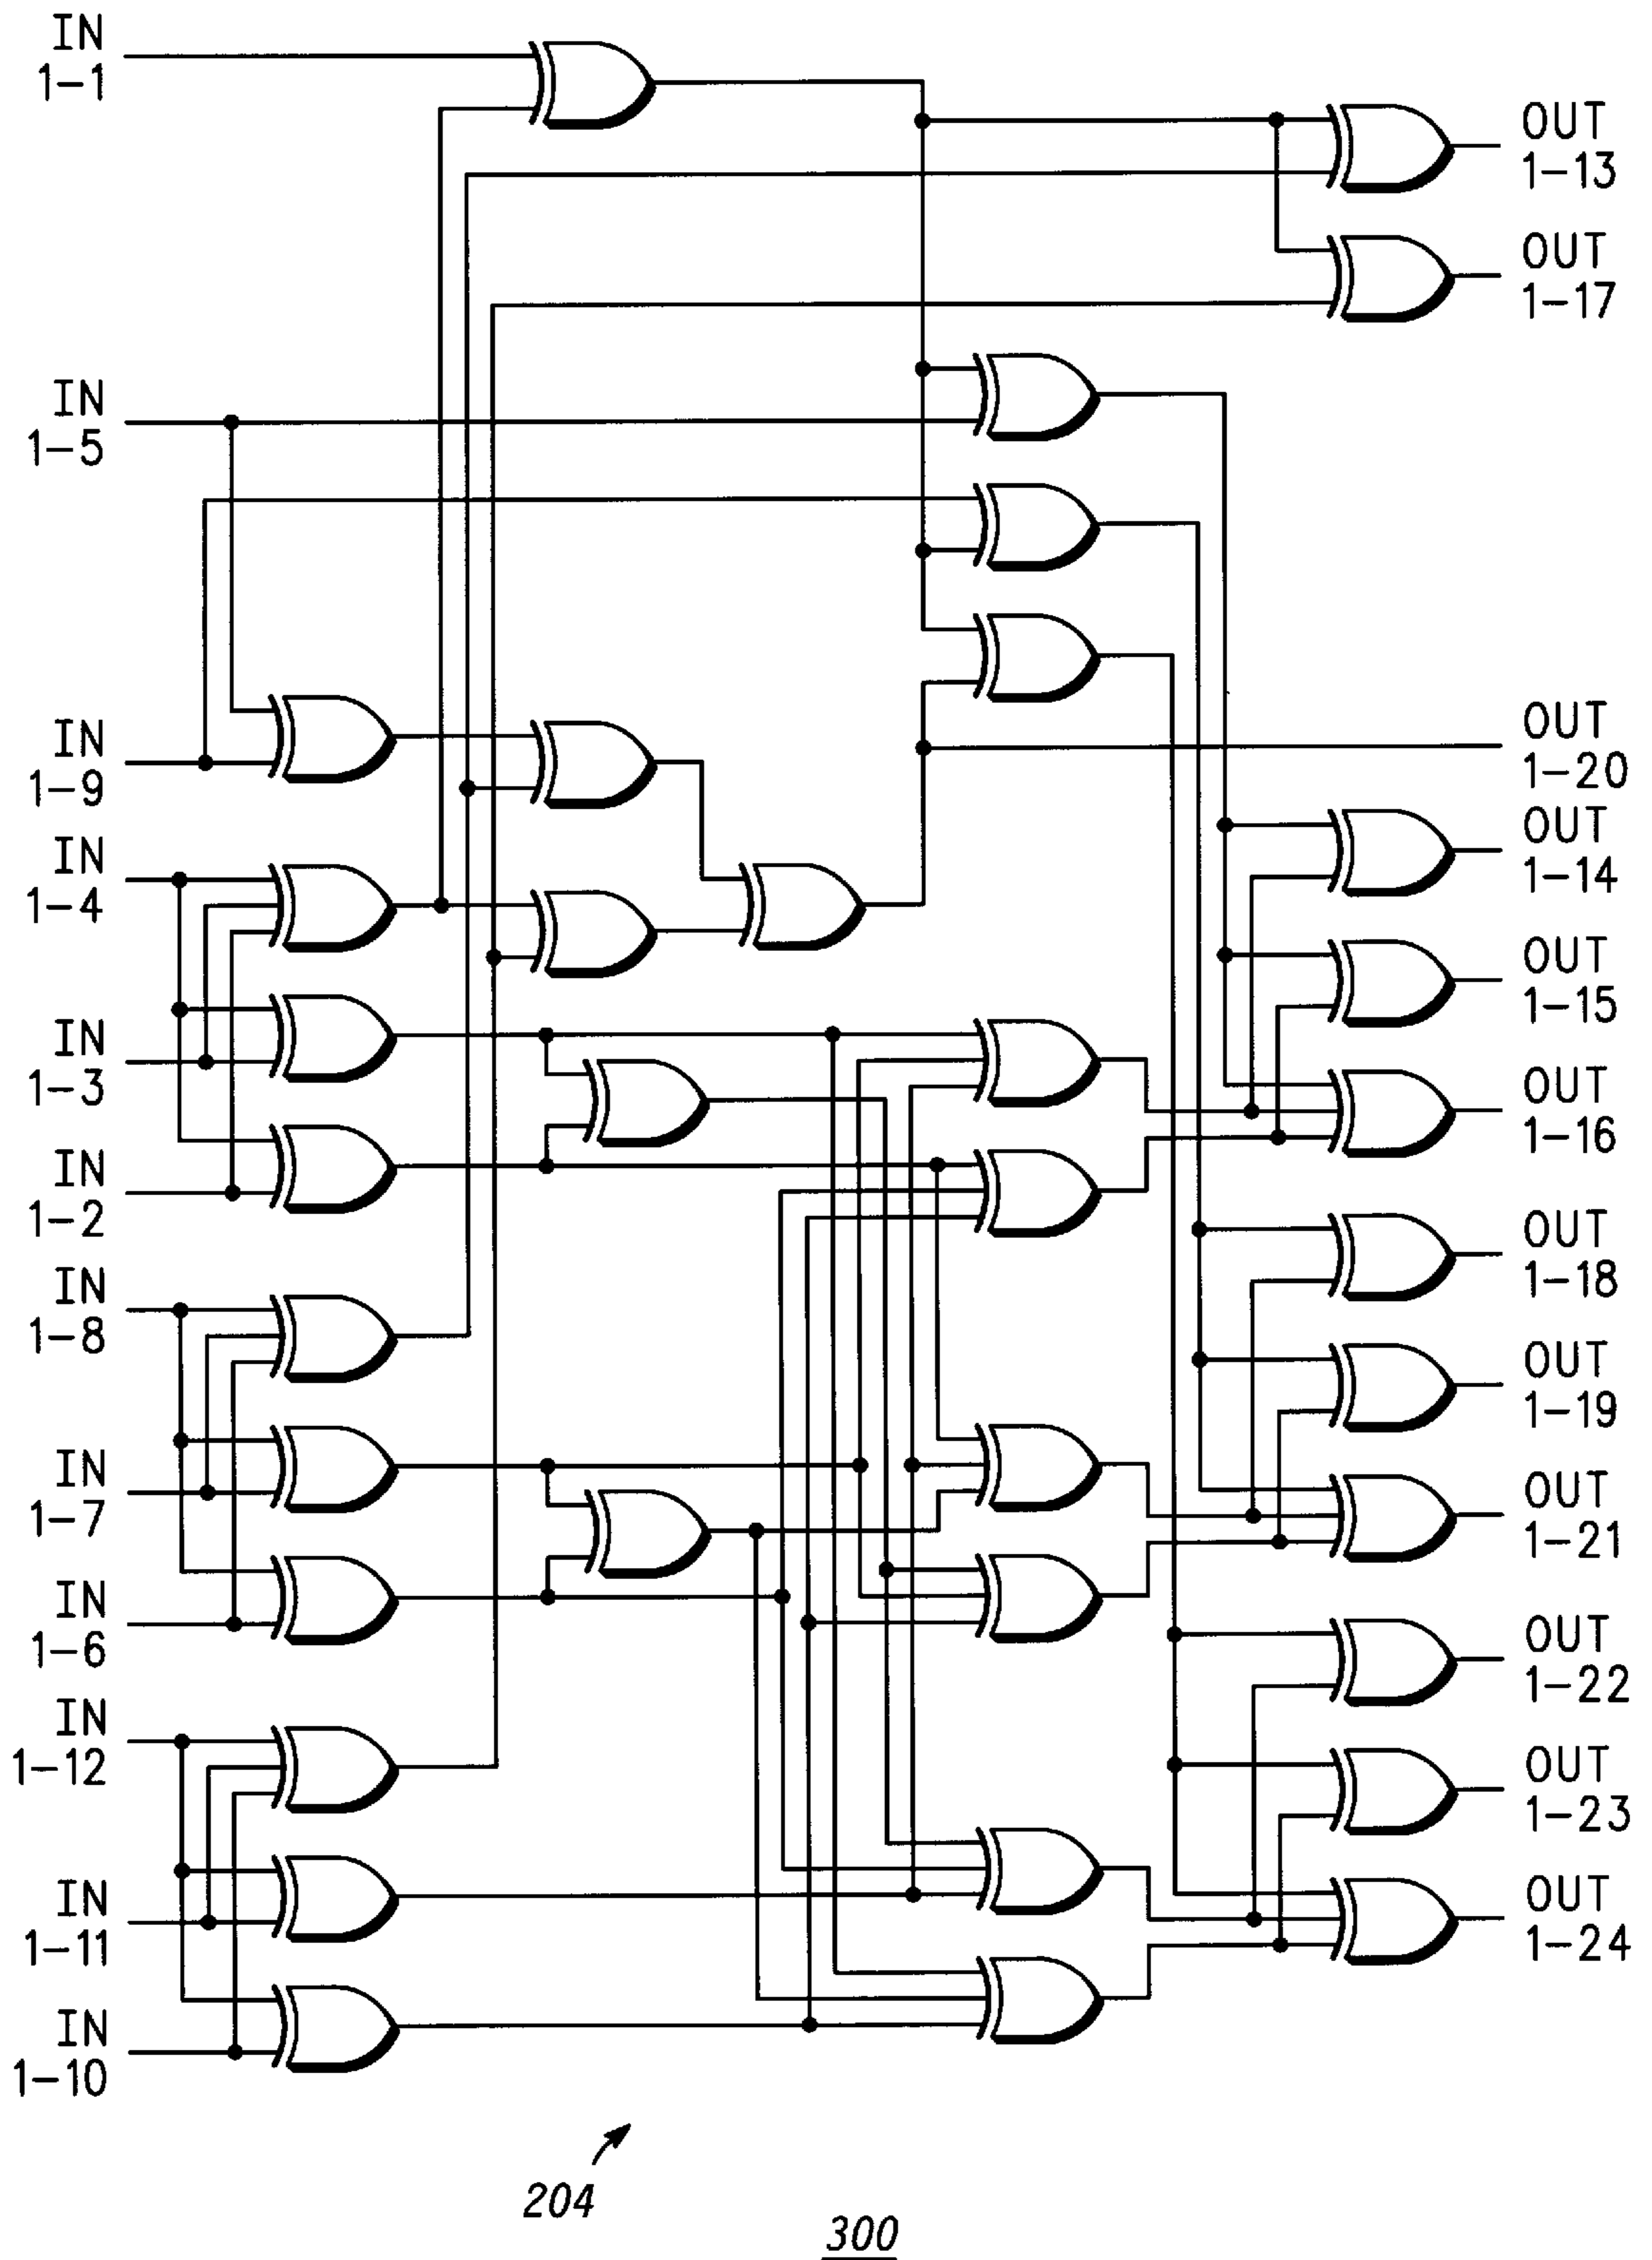 IN
1-1
OUT
1-13
OUT
1-17
IN
1-5
IN
1-9
OUT
1-20
OUT
1-14
IN
1-4
OUT
1-15
IN
1-3
OUT
1-16
IN
1-2
OUT
1-18
IN
1-8
OUT
1-19
IN
1-7
OUT
1-21
IN
1-6
OUT
1-22
IN
1-12
OUT
1-23
IN
1-11
OUT
1-24
IN
1-10
204
300